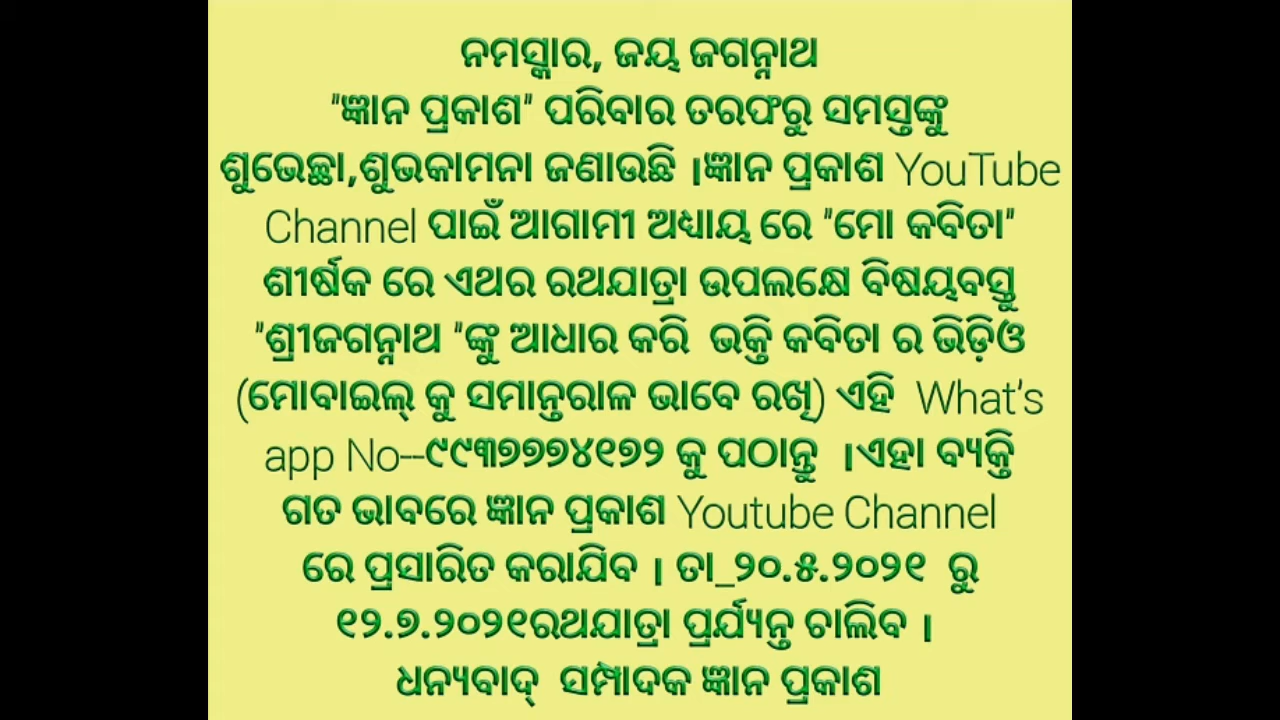 ନମସ୍କାର, ଜୟ ଜଗନ୍ନାଥ
"ଜ୍ଞାନ ପ୍ରକାଶ" ପରିବାର ତରଫରୁ ସମସ୍ତଙ୍କୁ
ଶୁଭେଚ୍ଛା,ଶୁଭକାମନା ଜଣାଉଛି ।ଜ୍ଞାନ ପ୍ରକାଶ YouTube
Channel ପାଇଁ ଆଗାମୀ ଅଧ୍ୟାୟ ରେ "ମୋ କବିତା"
ଶୀର୍ଷକ ରେ ଏଥର ରଥଯାତ୍ରା ଉପଲକ୍ଷେ ବିଷୟବସ୍ତୁ
"ଶ୍ରୀଜଗନ୍ନାଥ "ଙ୍କୁ ଆଧାର କରି ଭକ୍ତି କବିତା ର ଭିଡ଼ିଓ
(ମୋବାଇଲ୍ କୁ ସମାନ୍ତରାଳ ଭାବେ ରଖି) ଏହି What's
app No--୯୯୩୭୭୭୪୧୭୨ କୁ ପଠାନ୍ତୁ ।ଏହା ବ୍ୟକ୍ତି
ଗତ ଭାବରେ ଜ୍ଞାନ ପ୍ରକାଶ Youtube Channel
ରେ ପ୍ରସାରିତ କରାଯିବ । ତା_୨୦.୫.୨୦୨୧ ରୁ
୧୨.୭.୨୦୨୧ରଥଯାତ୍ରା ପ୍ରର୍ଯ୍ୟନ୍ତ ଚାଲିବ ।
ଧନ୍ୟବାଦ୍ ସମ୍ପାଦକ ଜ୍ଞାନ ପ୍ରକାଶ